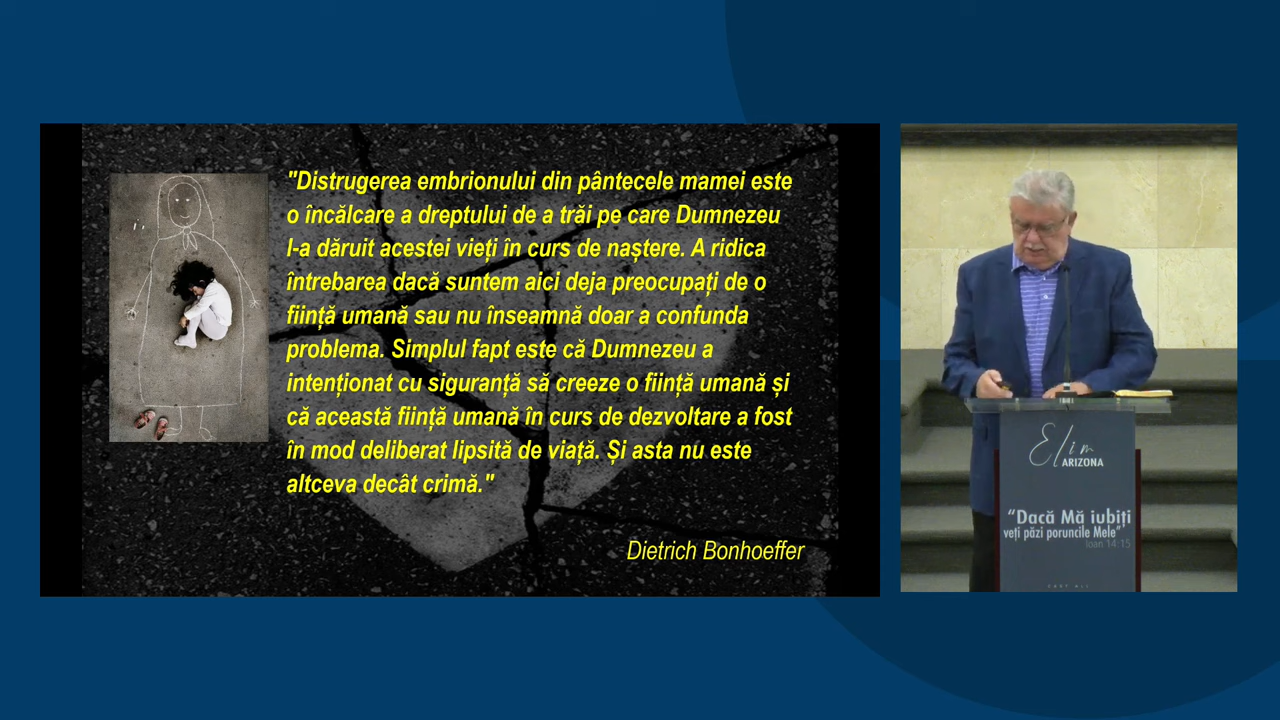 "Distrugerea embrionului din pântecele mamei este
o încălcare a dreptului de a trăi pe care Dumnezeu
l-a dăruit acestei vieți în curs de naștere. A ridica
întrebarea dacă suntem aici deja preocupați de o
ființă umană sau nu înseamnă doar a confunda
problema. Simplul fapt este că Dumnezeu a
intenționat cu siguranță să creeze o ființă umană și
că această ființă umană în curs de dezvoltare a fost
în mod deliberat lipsită de viață. Și asta nu este
altceva decât crimă."
Dietrich Bonhoeffer
Elim
ARIZONA
"Dacă Mă iubiți
veți păzi poruncile Mele"
Ioan 14:15